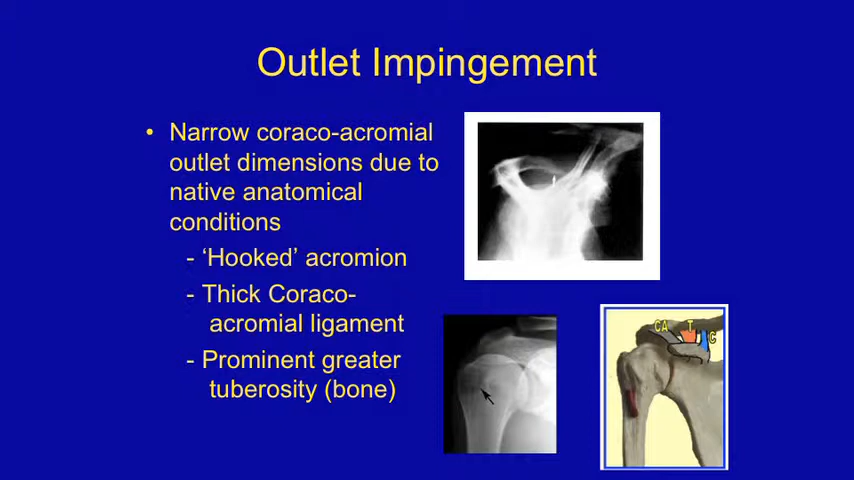 Outlet Impingement
• Narrow coraco-acromial
outlet dimensions due to
native anatomical
conditions
- ‘Hooked’ acromion
- Thick Coraco-
acromial ligament
- Prominent greater
tuberosity (bone)
CA T C